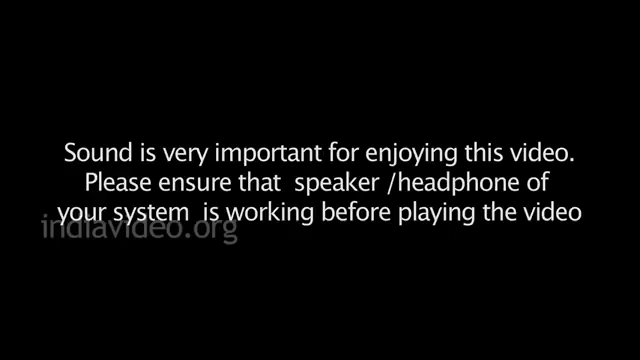 Sound is very important for enjoying this video.
Please ensure that speaker /headphone of
your system is working before playing the video
indiavideo.org